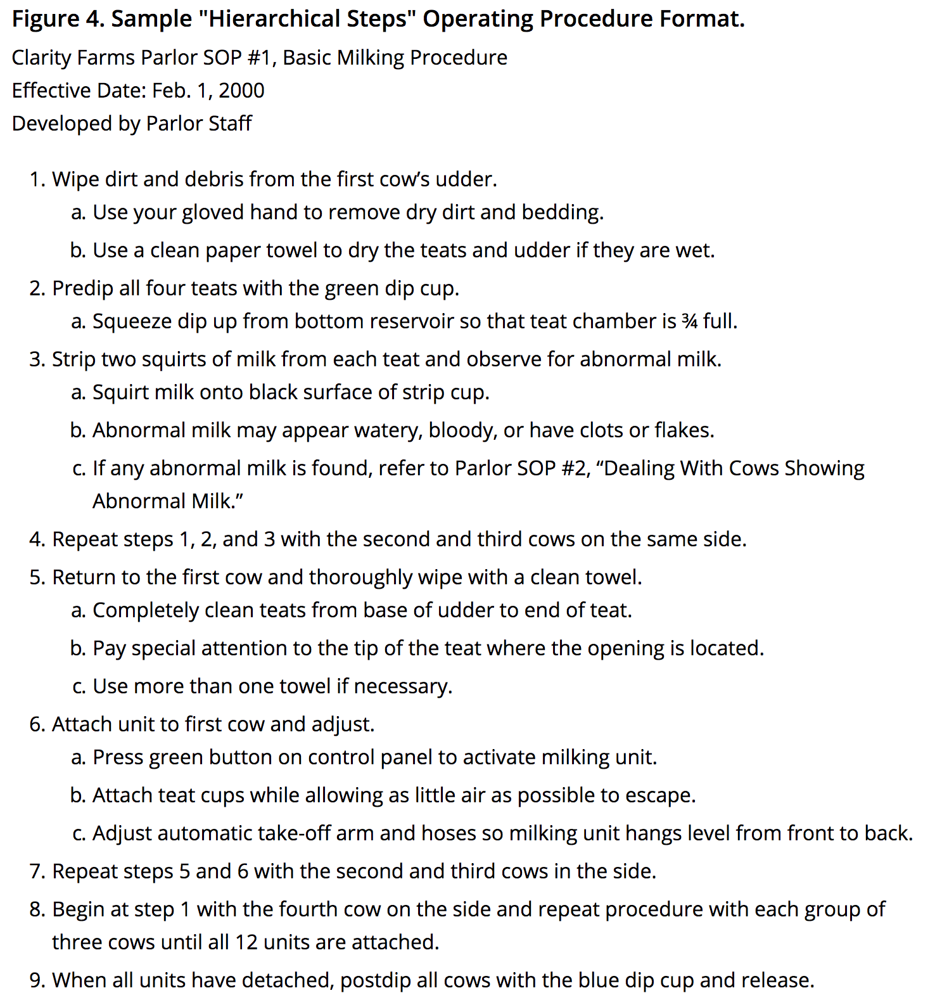 Figure 4. Sample "Hierarchical Steps" Operating Procedure Format.
Clarity Farms Parlor SOP #1, Basic Milking Procedure
Effective Date: Feb. 1, 2000
Developed by Parlor Staff
1. Wipe dirt and debris from the first cow’s udder.
a. Use your gloved hand to remove dry dirt and bedding.
b. Use a clean paper towel to dry the teats and udder if they are wet.
2. Predip all four teats with the green dip cup.
a. Squeeze dip up from bottom reservoir so that teat chamber is ¾ full.
3. Strip two squirts of milk from each teat and observe for abnormal milk.
a. Squirt milk onto black surface of strip cup.
b. Abnormal milk may appear watery, bloody, or have clots or flakes.
c. If any abnormal milk is found, refer to Parlor SOP #2, “Dealing With Cows Showing
Abnormal Milk.”
4. Repeat steps 1, 2, and 3 with the second and third cows on the same side.
5. Return to the first cow and thoroughly wipe with a clean towel.
a. Completely clean teats from base of udder to end of teat.
b. Pay special attention to the tip of the teat where the opening is located.
c. Use more than one towel if necessary.
6. Attach unit to first cow and adjust.
a. Press green button on control panel to activate milking unit.
b. Attach teat cups while allowing as little air as possible to escape.
c. Adjust automatic take-off arm and hoses so milking unit hangs level from front to back.
7. Repeat steps 5 and 6 with the second and third cows in the side.
8. Begin at step 1 with the fourth cow on the side and repeat procedure with each group of
three cows until all 12 units are attached.
9. When all units have detached, postdip all cows with the blue dip cup and release.